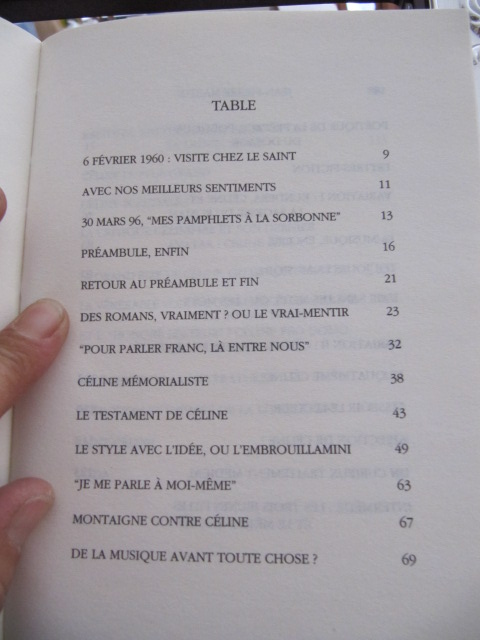 TABLE
6 FÉVRIER 1960 : VISITE CHEZ LE SAINT 9
AVEC NOS MEILLEURS SENTIMENTS 11
30 MARS 96, “MES PAMPHLETS À LA SORBONNE” 13
PRÉAMBULE, ENFIN 16
RETOUR AU PRÉAMBULE ET FIN 21
DES ROMANS, VRAIMENT ? OU LE VRAI-MENTIR 23
“POUR PARLER FRANC, LÀ ENTRE NOUS” 32
CÉLINE MÉMORIALISTE 38
LE TESTAMENT DE CÉLINE 43
LE STYLE AVEC L’IDÉE, OU L’EMBROUILLAMINI 49
“JE ME PARLE À MOI-MÊME” 63
MONTAIGNE CONTRE CÉLINE 67
DE LA MUSIQUE AVANT TOUTE CHOSE ? 69